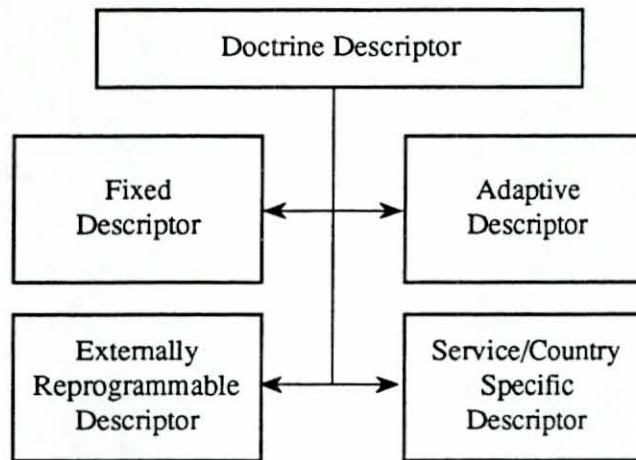 Doctrine Descriptor
Fixed
Descriptor
Adaptive
Descriptor
Externally
Reprogrammable
Descriptor
Service/Country
Specific
Descriptor